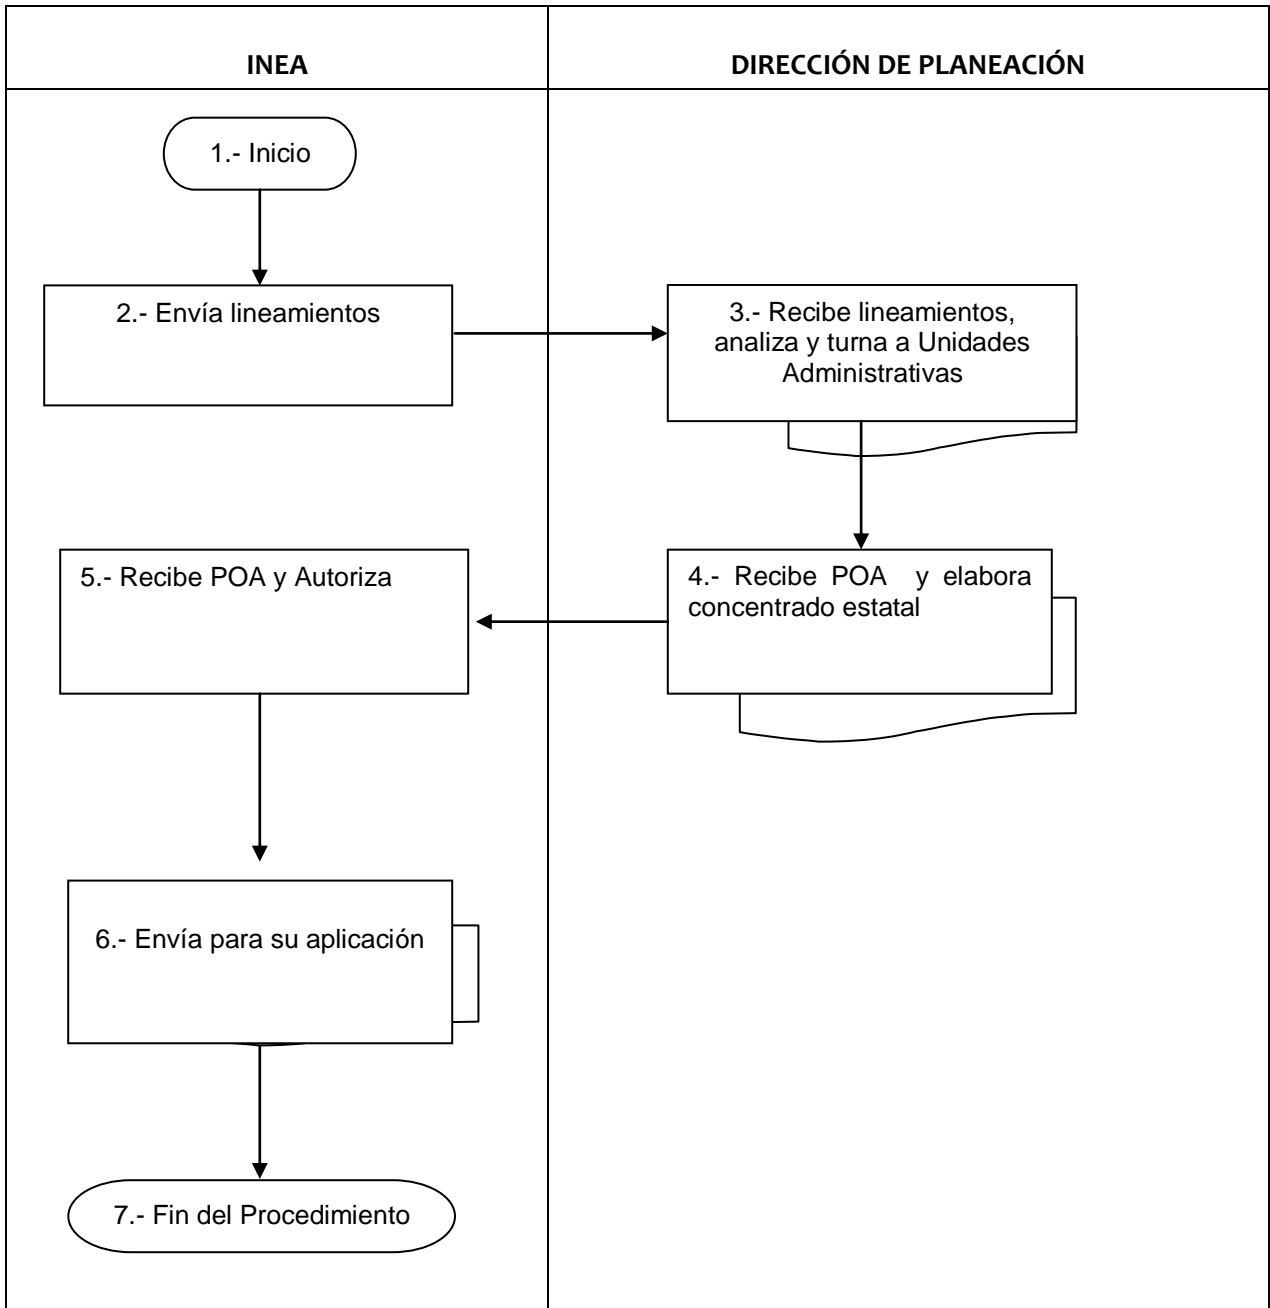 INEA
DIRECCIÓN DE PLANEACIÓN
1.- Inicio
2.- Envía lineamientos
3.- Recibe lineamientos,
analiza y turna a Unidades
Administrativas
4.- Recibe POA y elabora
concentrado estatal
5.- Recibe POA y Autoriza
6.- Envía para su aplicación
7.- Fin del Procedimiento